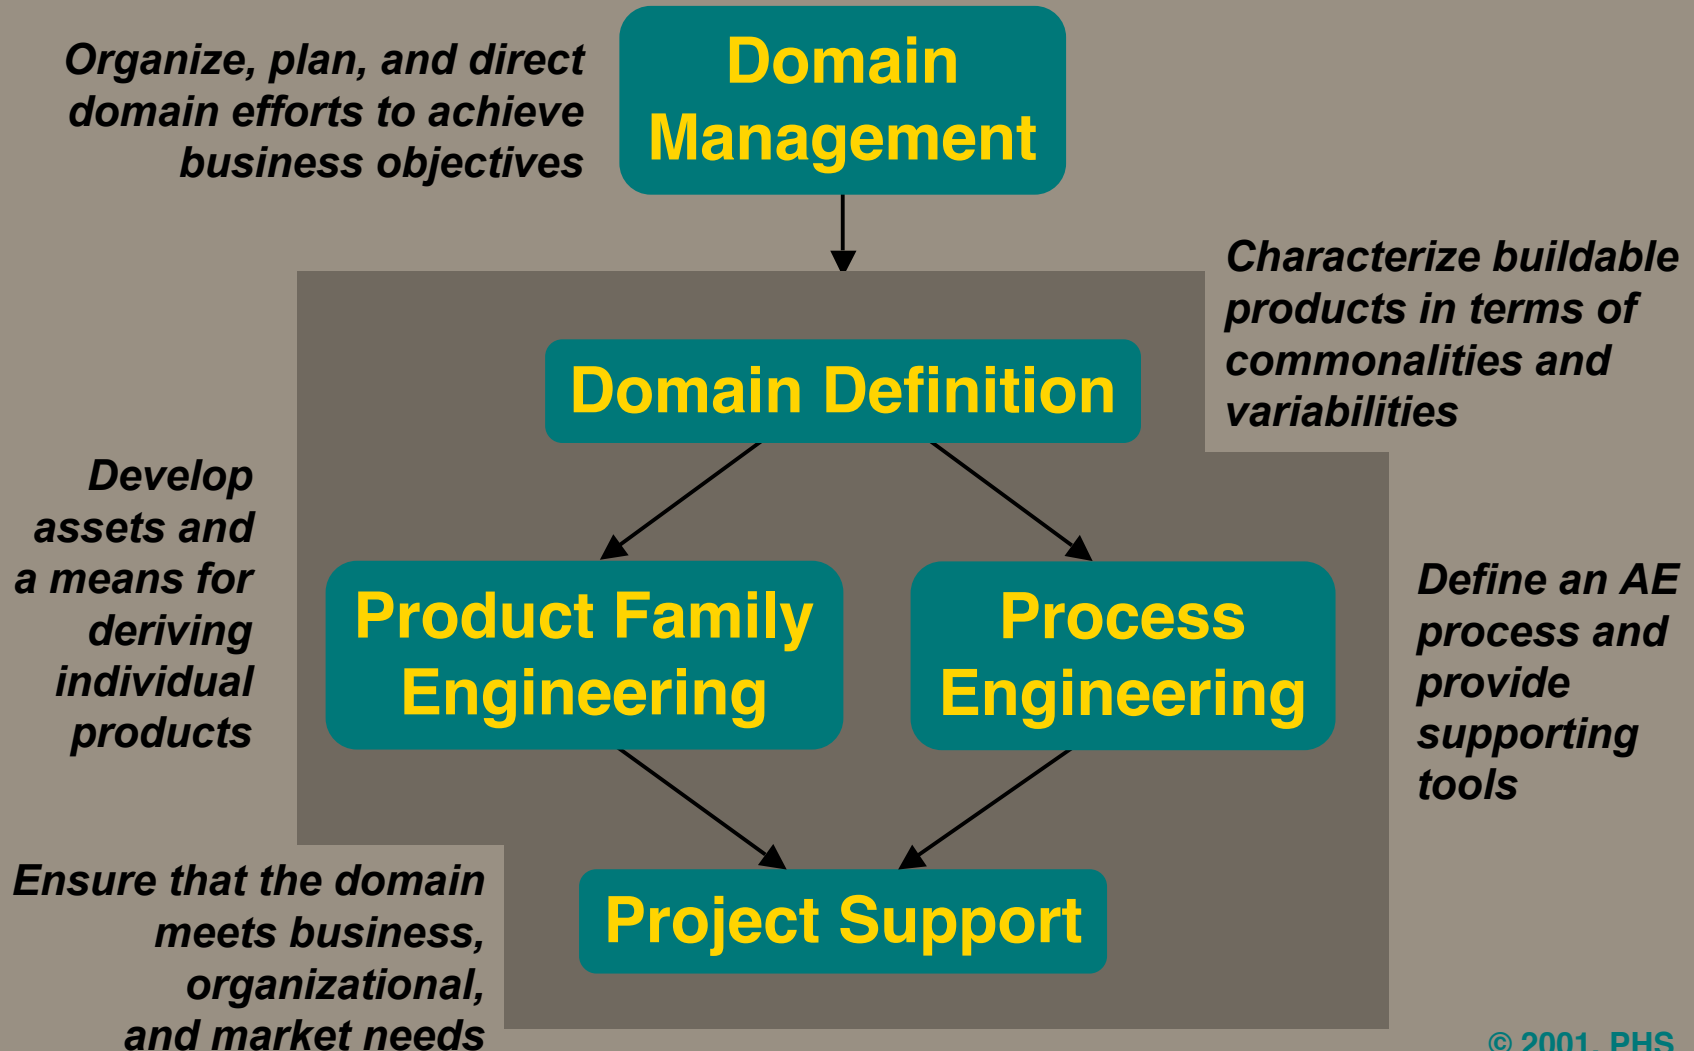 Organize, plan, and direct
domain efforts to achieve
business objectives
Domain
Management
Characterize buildable
products in terms of
commonalities and
variabilities
Domain Definition
Develop
assets and
a means for
deriving
individual
products
Product Family
Engineering
Process
Engineering
Define an AE
process and
provide
supporting
tools
Ensure that the domain
meets business,
organizational,
and market needs
Project Support
© 2001, PHS